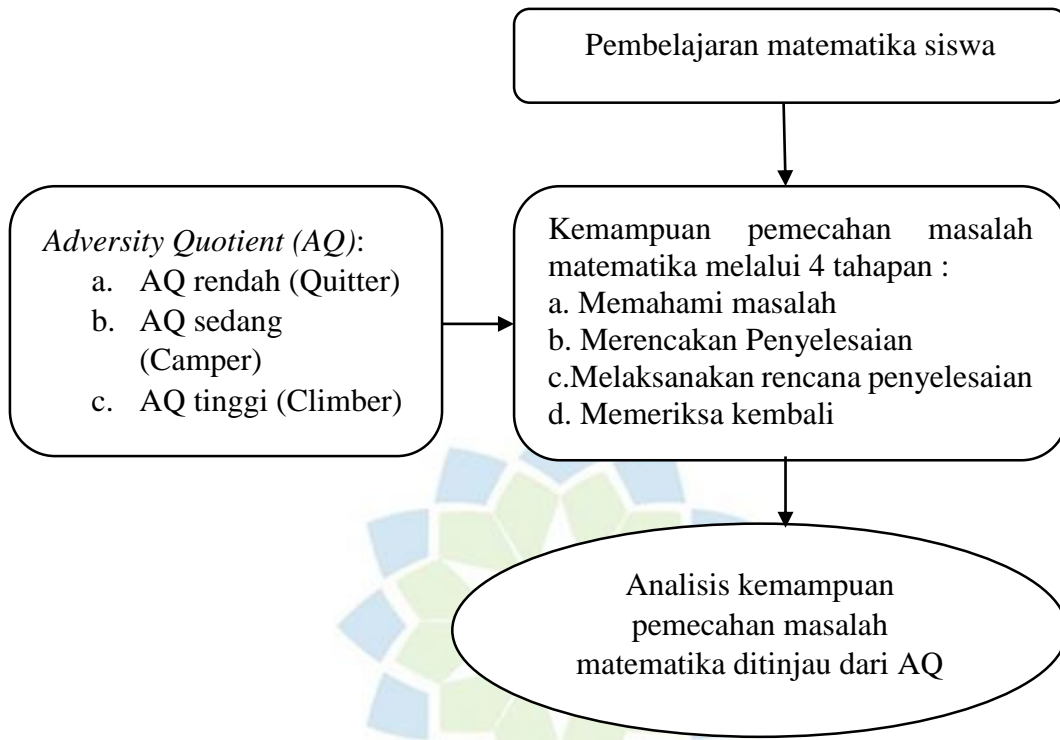 Pembelajaran matematika siswa
Adversity Quotient (AQ):
a. AQ rendah (Quitter)
b. AQ sedang
(Camper)
c. AQ tinggi (Climber)
Kemampuan pemecahan masalah
matematika melalui 4 tahapan :
a. Memahami masalah
b. Merencakan Penyelesaian
c.Melaksanakan rencana penyelesaian
d. Memeriksa kembali
Analisis kemampuan
pemecahan masalah
matematika ditinjau dari AQ